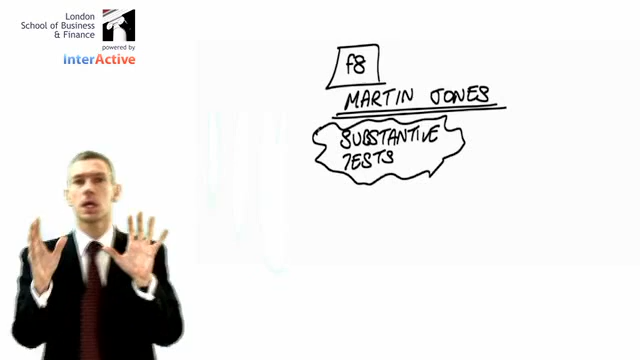 London
School of Business
& Finance
powered by
InterActive
f8
MARTIN JONES
SUBSTANTIVE
TESTS